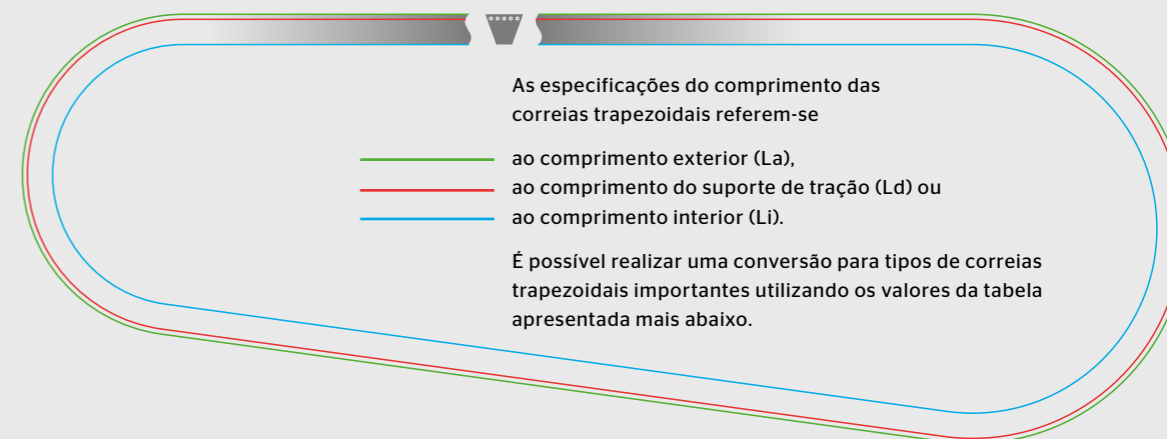 As especificações do comprimento das
correias trapezoidais referem-se
ao comprimento exterior (La),
ao comprimento do suporte de tração (Ld) ou
ao comprimento interior (Li).
É possível realizar uma conversão para tipos de correias
trapezoidais importantes utilizando os valores da tabela
apresentada mais abaixo.